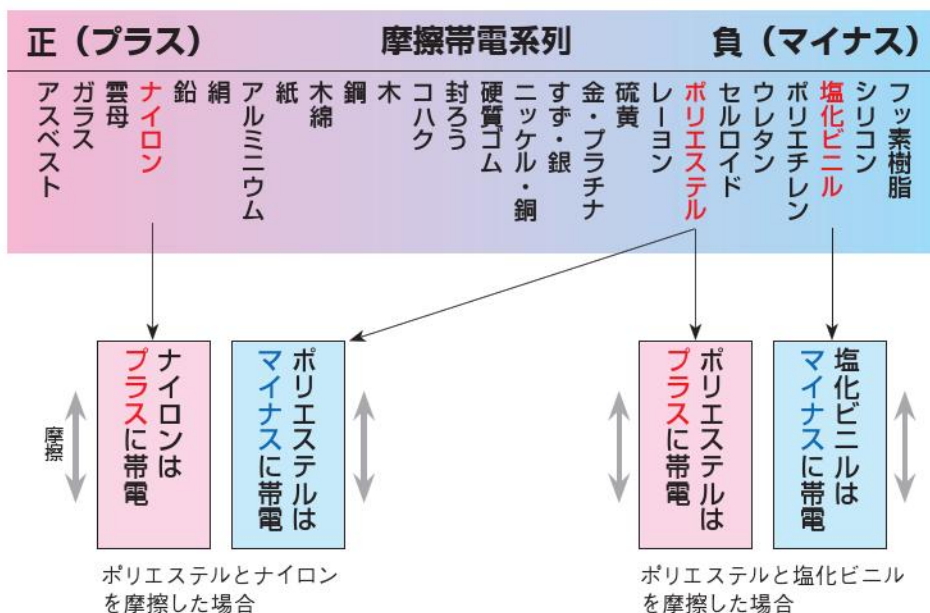 正（プラス） 摩擦帯電系列 負（マイナス）
アスベスト
ガラス
雲母
ナイロン
鉛
絹
アルミニウム
紙
木綿
鋼
木
コハク
封ろう
硬質ゴム
ニッケル・銅
すず・銀
金・プラチナ
硫黄
レーヨン
ポリエステル
セルロイド
ウレタン
ポリエチレン
塩化ビニル
シリコン
フッ素樹脂
摩擦
ナイロンは
プラスに帯電
ポリエステルは
マイナスに帯電
ポリエステルとナイロン
を摩擦した場合
ポリエステルは
プラスに帯電
塩化ビニルは
マイナスに帯電
ポリエステルと塩化ビニル
を摩擦した場合